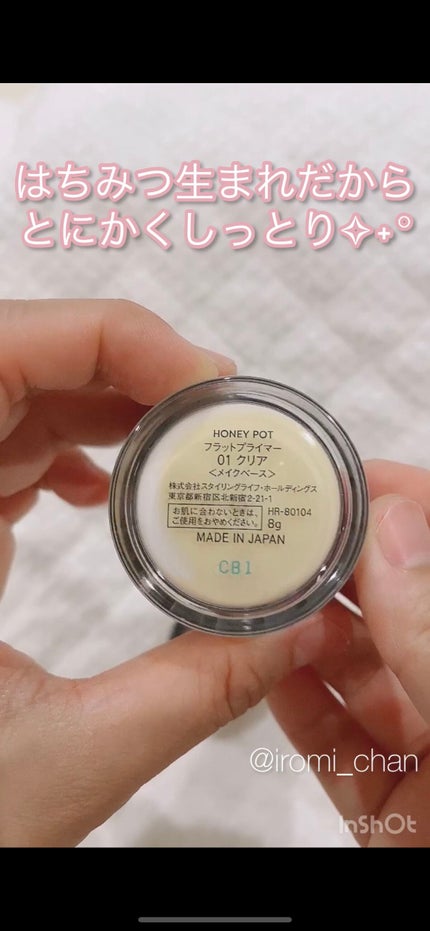 はちみつ生まれだから
とにかくしっとり✧˖°
HONEY POT
フラットプライマー
01 クリア
<メイクベース>
株式会社スタイリングライフ・ホールディングス
東京都新宿区北新宿2-21-1
お肌に合わないときは、 HR-80104
ご使用をおやめください。 8g
MADE IN JAPAN
CB1
@iromi_chan
InShOt